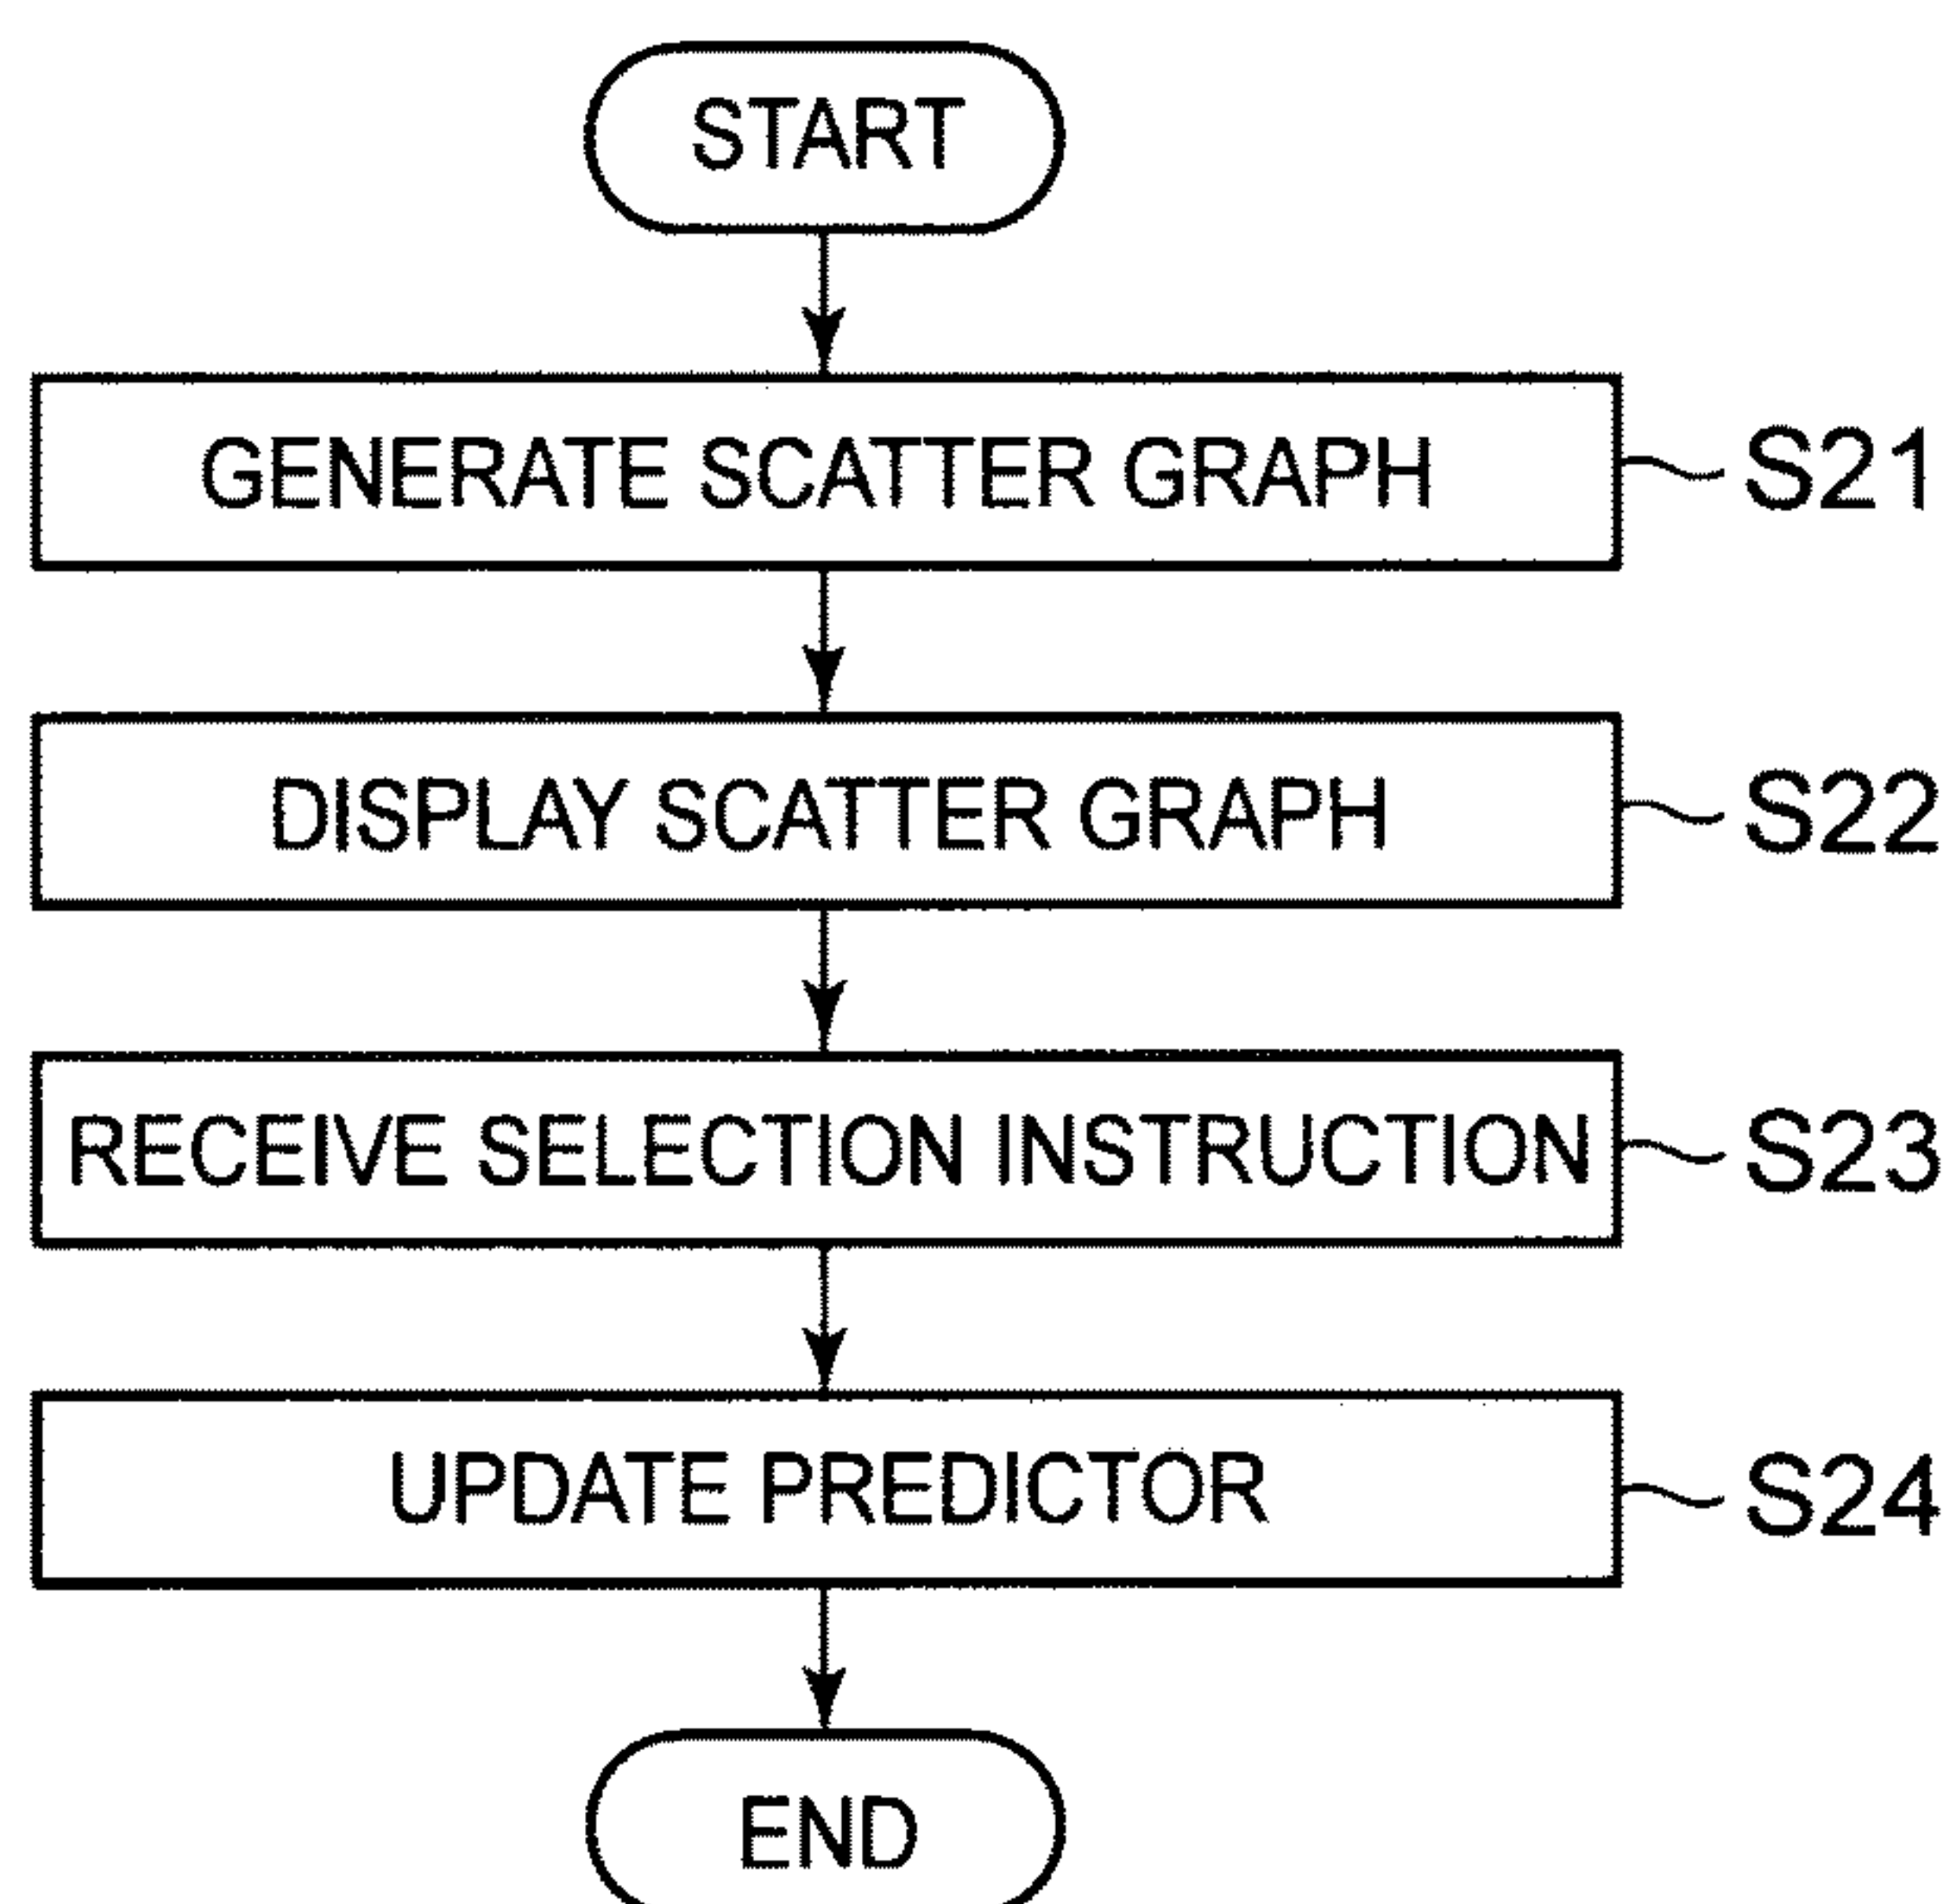 START
GENERATE SCATTER GRAPH S21
DISPLAY SCATTER GRAPH S22
RECEIVE SELECTION INSTRUCTION S23
UPDATE PREDICTOR S24
END